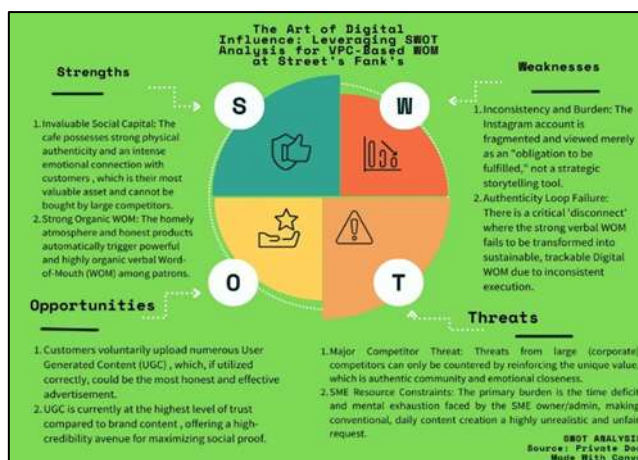 The Art of Digital
Influence: Leveraging SWOT
Analysis for VPC-Based WOM
at Street's Fank's
Strengths
1. Invaluable Social Capital: The
cafe possesses strong physical
authenticity and an intense
emotional connection with
customers , which is their most
valuable asset and cannot be
bought by large competitors.
2. Strong Organic WOM: The homely
atmosphere and honest products
automatically trigger powerful
and highly organic verbal Word-
of-Mouth (WOM) among patrons.
S
W
O
T
Weaknesses
1. Inconsistency and Burden: The
Instagram account is
fragmented and viewed merely
as an "obligation to be
fulfilled," not a strategic
storytelling tool.
2. Authenticity Loop Failure:
There is a critical 'disconnect'
where the strong verbal WOM
fails to be transformed into
sustainable, trackable Digital
WOM due to inconsistent
execution.
Opportunities
1. Customers voluntarily upload numerous User
Generated Content (UGC) , which, if utilized
correctly, could be the most honest and effective
advertisement.
2. UGC is currently at the highest level of trust
compared to brand content , offering a high-
credibility avenue for maximizing social proof.
Threats
1. Major Competitor Threat: Threats from large (corporate)
competitors can only be countered by reinforcing the unique value,
which is authentic community and emotional closeness.
2. SME Resource Constraints: The primary burden is the time deficit
and mental exhaustion faced by the SME owner/admin, making
conventional, daily content creation a highly unrealistic and unfair
request.
SWOT ANALYSIS
Source: Private Doc
Made With Canva